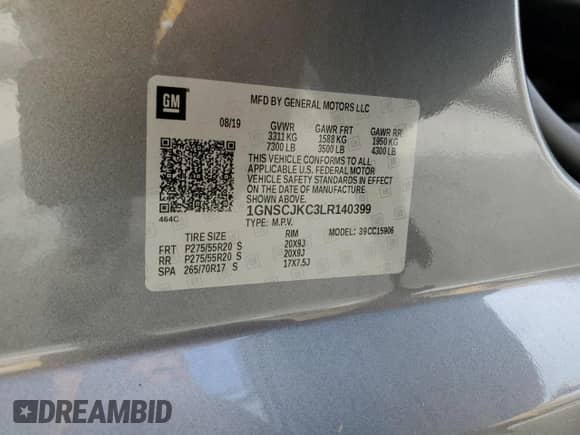 GM
MFD BY GENERAL MOTORS LLC
08/19 GVWR GAWR FRT GAWR RR
3311 KG 1588 KG 1950 KG
7300 LB 3500 LB 4300 LB
THIS VEHICLE CONFORMS TO ALL
APPLICABLE U.S. FEDERAL MOTOR
VEHICLE SAFETY STANDARDS IN EFFECT
ON THE DATE OF MANUFACTURE
SHOWN ABOVE.
1GNSCJKC3LR140399
464C TYPE: M.P.V. MODEL: 39CC15906
TIRE SIZE RIM
FRT P275/55R20 S 20X9J
RR P275/55R20 S 20X9J
SPA 265/70R17 S 17X7.5J
DREAMBID